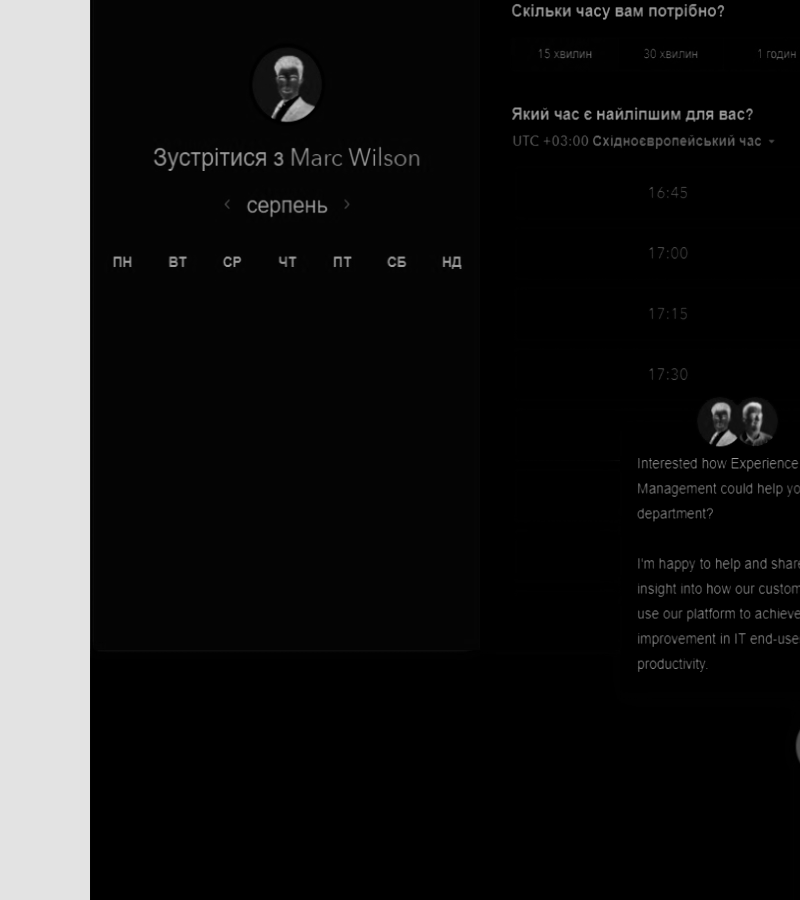 Скільки часу вам потрібно?
15 хвилин 30 хвилин 1 годин
Зустрітися з Marc Wilson
серпень
ПН ВТ СР ЧТ ПТ СБ НД
Який час є найліпшим для вас?
UTC +03:00 Східноєвропейський час
16:45
17:00
17:15
17:30
Interested how Experience
Management could help yo
department?
I'm happy to help and share
insight into how our custom
use our platform to achieve
improvement in IT end-use
productivity.